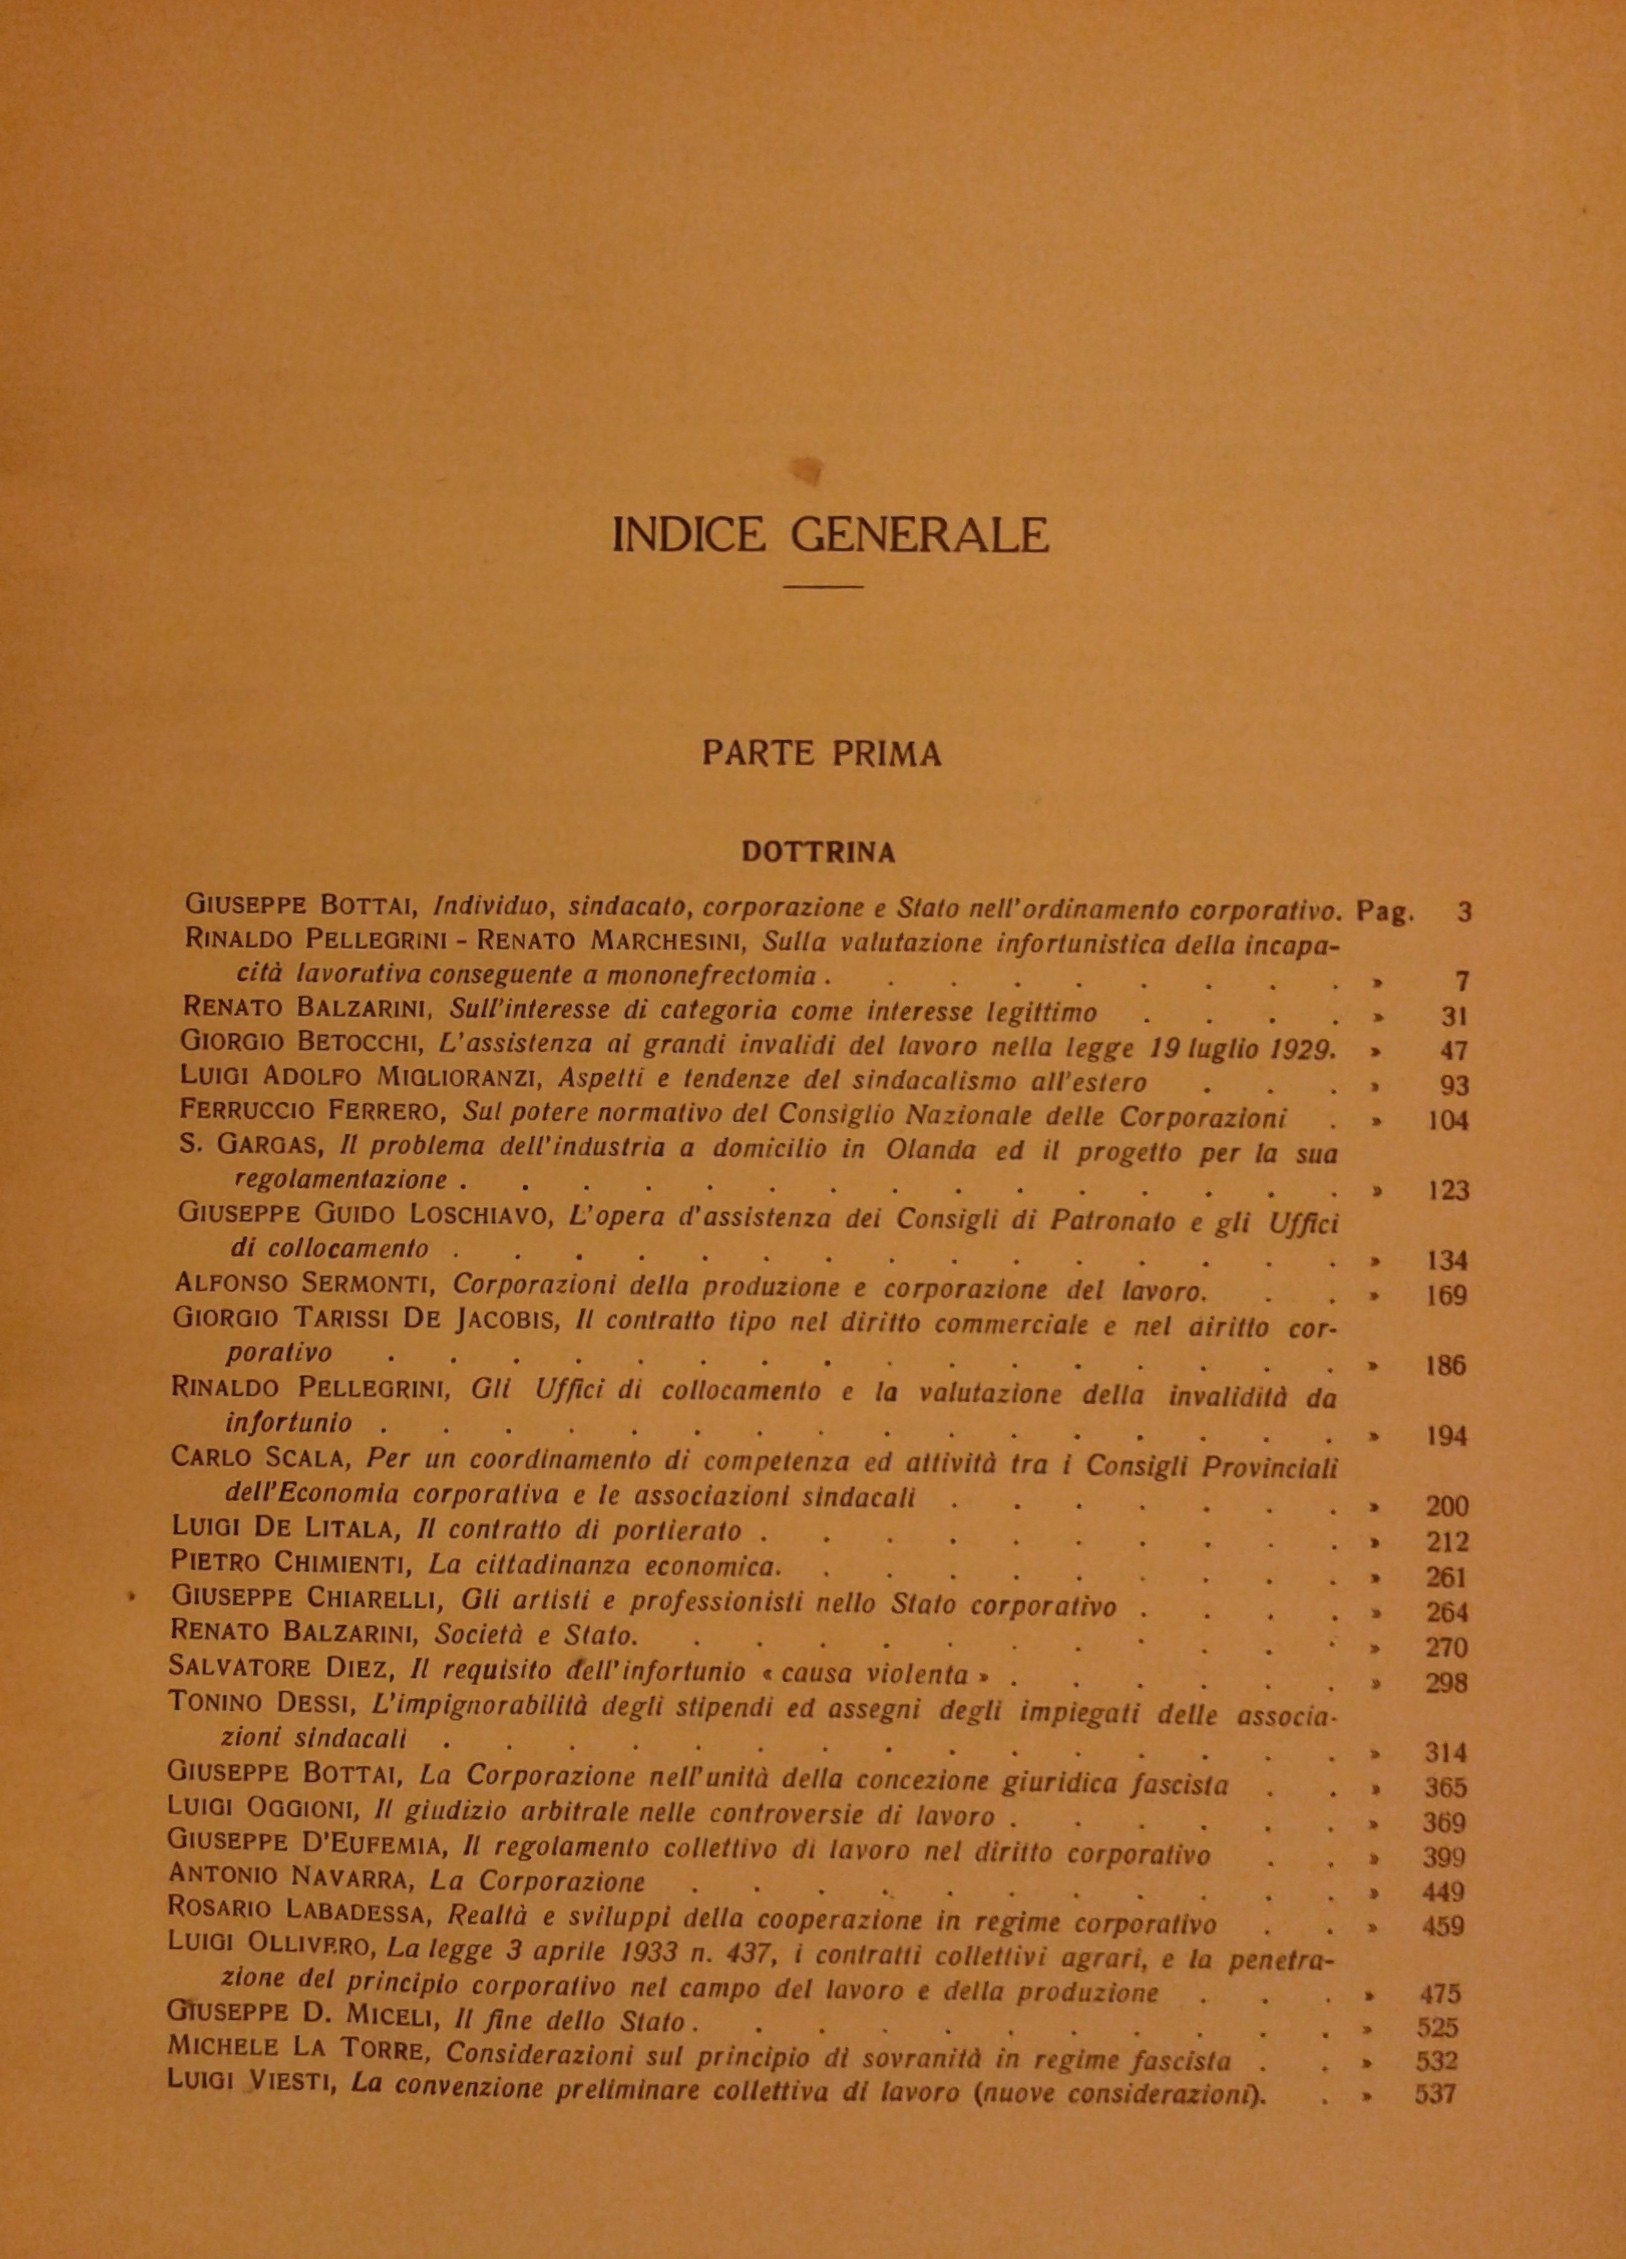 INDICE GENERALE
PARTE PRIMA
DOTTRINA
GIUSEPPE BOTTAI, Individuo, sindacato, corporazione e Stato nell'ordinamento corporativo. Pag. 3
RINALDO PELLEGRINI - RENATO MARCHESINI, Sulla valutazione infortunistica della incapa-
cità lavorativa conseguente a mononefrectomia . . . . . . . . . » 7
RENATO BALZARINI, Sull'interesse di categoria come interesse legittimo . . . . » 31
GIORGIO BETOCCHI, L'assistenza ai grandi invalidi del lavoro nella legge 19 luglio 1929. » 47
LUIGI ADOLFO MIGLIORANZI, Aspetti e tendenze del sindacalismo all'estero . . . » 93
FERRUCCIO FERRERO, Sul potere normativo del Consiglio Nazionale delle Corporazioni . » 104
S. GARGAS, Il problema dell'industria a domicilio in Olanda ed il progetto per la sua
regolamentazione . . . . . . . . . . . . . . . » 123
GIUSEPPE GUIDO LOSCHIAVO, L'opera d'assistenza dei Consigli di Patronato e gli Uffici
di collocamento . . . . . . . . . . . . . . . » 134
ALFONSO SERMONTI, Corporazioni della produzione e corporazione del lavoro. . . » 169
GIORGIO TARISSI DE JACOBIS, Il contratto tipo nel diritto commerciale e nel diritto cor-
porativo . . . . . . . . . . . . . . . . » 186
RINALDO PELLEGRINI, Gli Uffici di collocamento e la valutazione della invalidità da
infortunio . . . . . . . . . . . . . . . . » 194
CARLO SCALA, Per un coordinamento di competenza ed attività tra i Consigli Provinciali
dell'Economia corporativa e le associazioni sindacali . . . . . . . » 200
LUIGI DE LITALA, Il contratto di portierato . . . . . . . . . . » 212
PIETRO CHIMIENTI, La cittadinanza economica. . . . . . . . . . » 261
GIUSEPPE CHIARELLI, Gli artisti e professionisti nello Stato corporativo . . . . » 264
RENATO BALZARINI, Società e Stato. . . . . . . . . . . . » 270
SALVATORE DIEZ, Il requisito dell'infortunio « causa violenta » . . . . . . » 298
TONINO DESSI, L'impignorabilità degli stipendi ed assegni degli impiegati delle associa-
zioni sindacali . . . . . . . . . . . . . . . » 314
GIUSEPPE BOTTAI, La Corporazione nell'unità della concezione giuridica fascista . . » 365
LUIGI OGGIONI, Il giudizio arbitrale nelle controversie di lavoro . . . . . . » 369
GIUSEPPE D'EUFEMIA, Il regolamento collettivo di lavoro nel diritto corporativo . . » 399
ANTONIO NAVARRA, La Corporazione . . . . . . . . . . . » 449
ROSARIO LABADESSA, Realtà e sviluppi della cooperazione in regime corporativo . . » 459
LUIGI OLLIVERO, La legge 3 aprile 1933 n. 437, i contratti collettivi agrari, e la penetra-
zione del principio corporativo nel campo del lavoro e della produzione . . . » 475
GIUSEPPE D. MICELI, Il fine dello Stato . . . . . . . . . . . » 525
MICHELE LA TORRE, Considerazioni sul principio di sovranità in regime fascista . . » 532
LUIGI VIESTI, La convenzione preliminare collettiva di lavoro (nuove considerazioni). . » 537